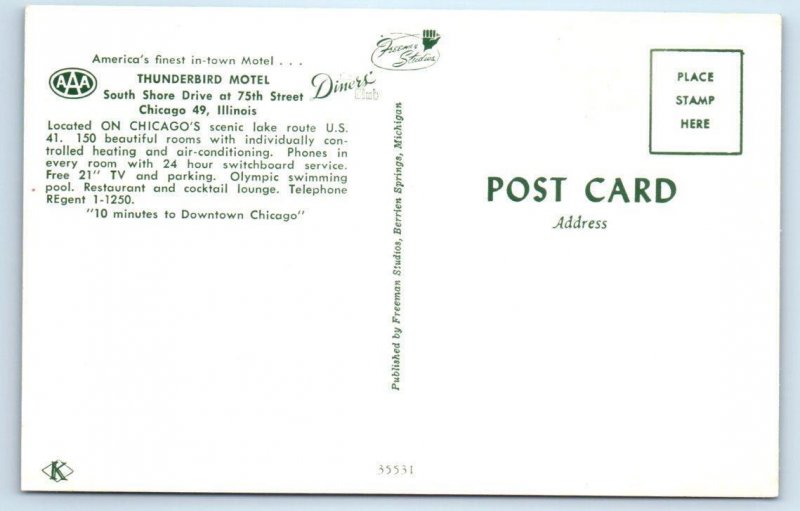 America's finest in-town Motel . . .
AAA
THUNDERBIRD MOTEL
South Shore Drive at 75th Street
Chicago 49, Illinois
Diners' Club
Located ON CHICAGO'S scenic lake route U.S.
41. 150 beautiful rooms with individually con-
trolled heating and air-conditioning. Phones in
every room with 24 hour switchboard service.
Free 21" TV and parking. Olympic swimming
pool. Restaurant and cocktail lounge. Telephone
REgent 1-1250.
"10 minutes to Downtown Chicago"
K
Freeman
Studios
Published by Freeman Studios, Berrien Springs, Michigan
35531
PLACE
STAMP
HERE
POST CARD
Address